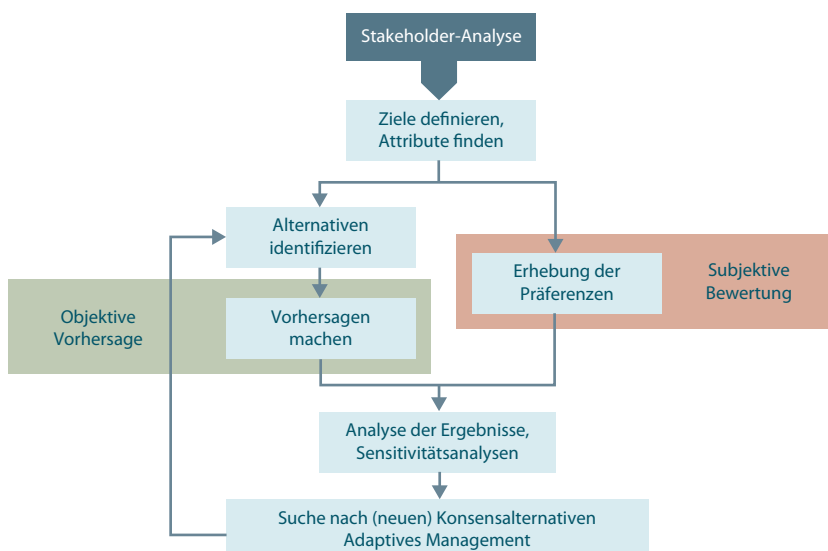 Stakeholder-Analyse
Ziele definieren,
Attribute finden
Alternativen
identifizieren
Erhebung der
Präferenzen
Subjektive
Bewertung
Objektive
Vorhersage
Vorhersagen
machen
Analyse der Ergebnisse,
Sensitivitätsanalysen
Suche nach (neuen) Konsensalternativen
Adaptives Management